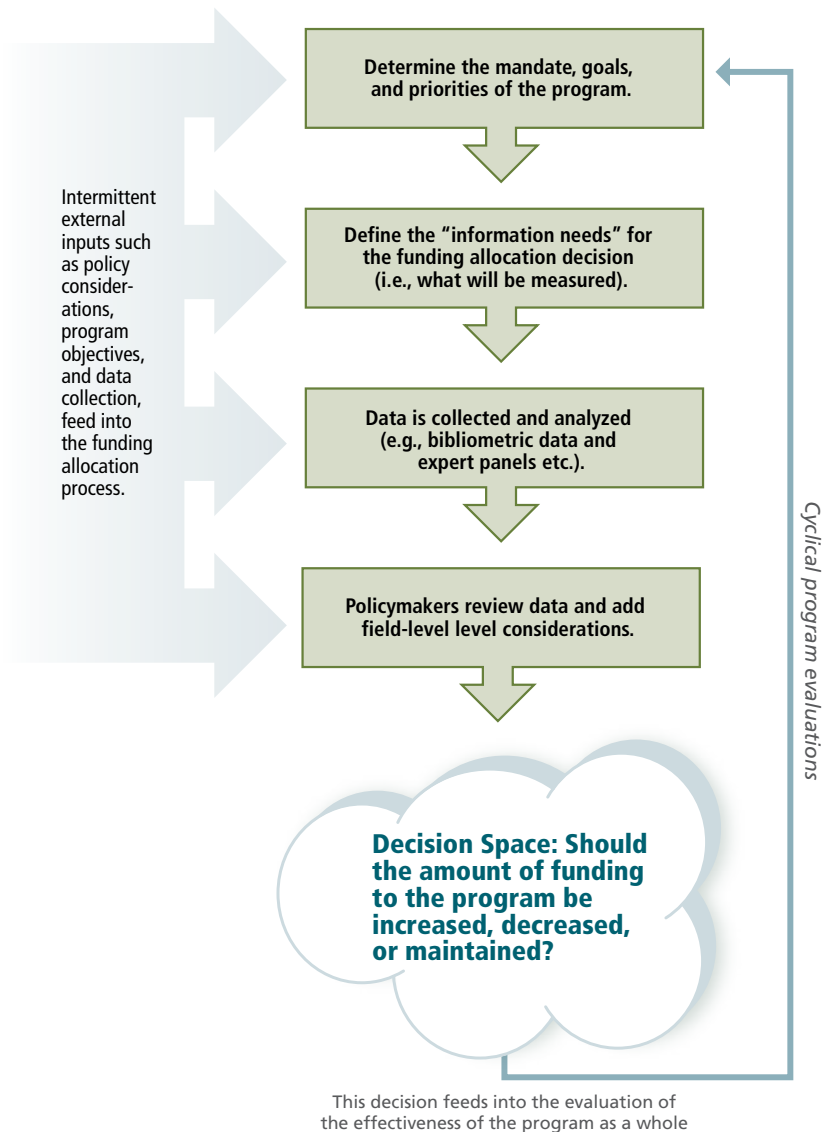 Determine the mandate, goals,
and priorities of the program.
Intermittent
external
inputs such
as policy
consider-
ations,
program
objectives,
and data
collection,
feed into
the funding
allocation
process.
Define the “information needs” for
the funding allocation decision
(i.e., what will be measured).
Data is collected and analyzed
(e.g., bibliometric data and
expert panels etc.).
Policymakers review data and add
field-level level considerations.
Decision Space: Should
the amount of funding
to the program be
increased, decreased,
or maintained?
Cyclical program evaluations
This decision feeds into the evaluation of
the effectiveness of the program as a whole